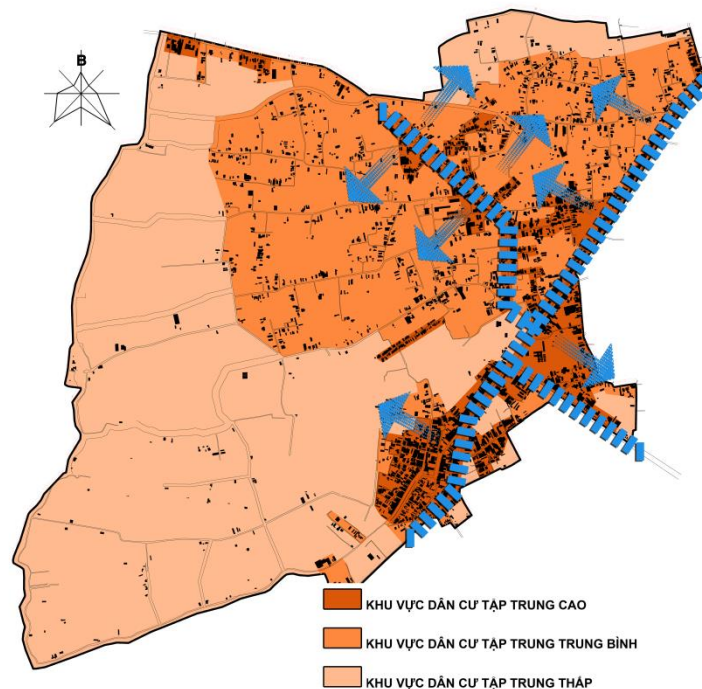 B
KHU VỰC DÂN CƯ TẬP TRUNG CAO
KHU VỰC DÂN CƯ TẬP TRUNG TRUNG BÌNH
KHU VỰC DÂN CƯ TẬP TRUNG THẤP